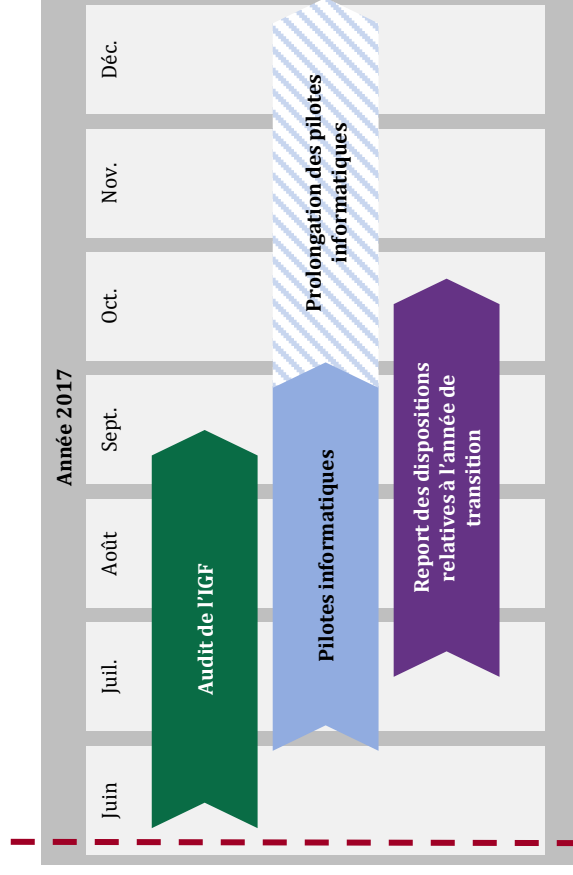 Année 2017
Juin
Juil.
Août
Sept.
Oct.
Nov.
Déc.
Audit de l'IGF
Pilotes informatiques
Prolongation des pilotes
informatiques
Report des dispositions
relatives à l'année de
transition